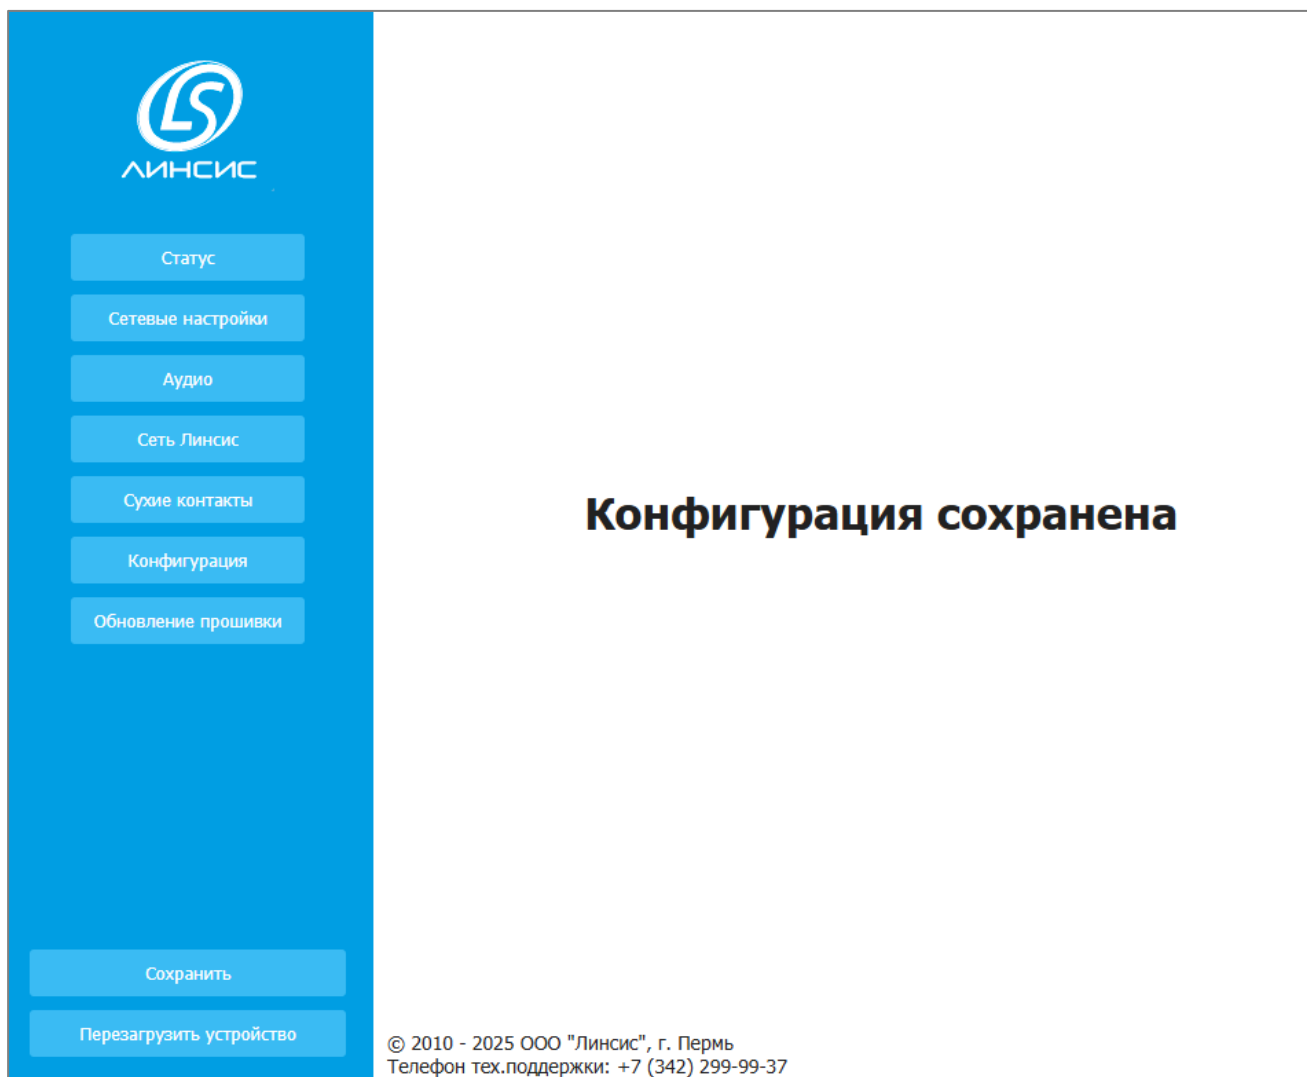 LS
ЛИНСИС
Статус
Сетевые настройки
Аудио
Сеть Линсис
Сухие контакты
Конфигурация
Обновление прошивки
Конфигурация сохранена
Сохранить
Перезагрузить устройство
© 2010 - 2025 ООО "Линсис", г. Пермь
Телефон тех.поддержки: +7 (342) 299-99-37